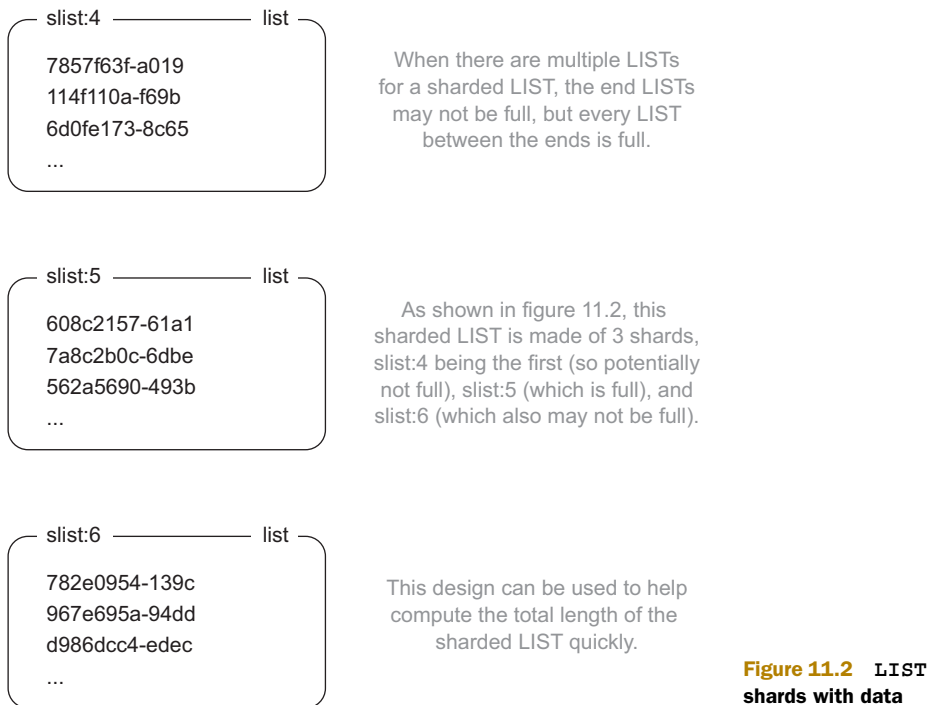 slist:4 list
7857f63f-a019
114f110a-f69b
6d0fe173-8c65
...
When there are multiple LISTs
for a sharded LIST, the end LISTs
may not be full, but every LIST
between the ends is full.
slist:5 list
608c2157-61a1
7a8c2b0c-6dbe
562a5690-493b
...
As shown in figure 11.2, this
sharded LIST is made of 3 shards,
slist:4 being the first (so potentially
not full), slist:5 (which is full), and
slist:6 (which also may not be full).
slist:6 list
782e0954-139c
967e695a-94dd
d986dcc4-edec
...
This design can be used to help
compute the total length of the
sharded LIST quickly.
Figure 11.2 LIST
shards with data